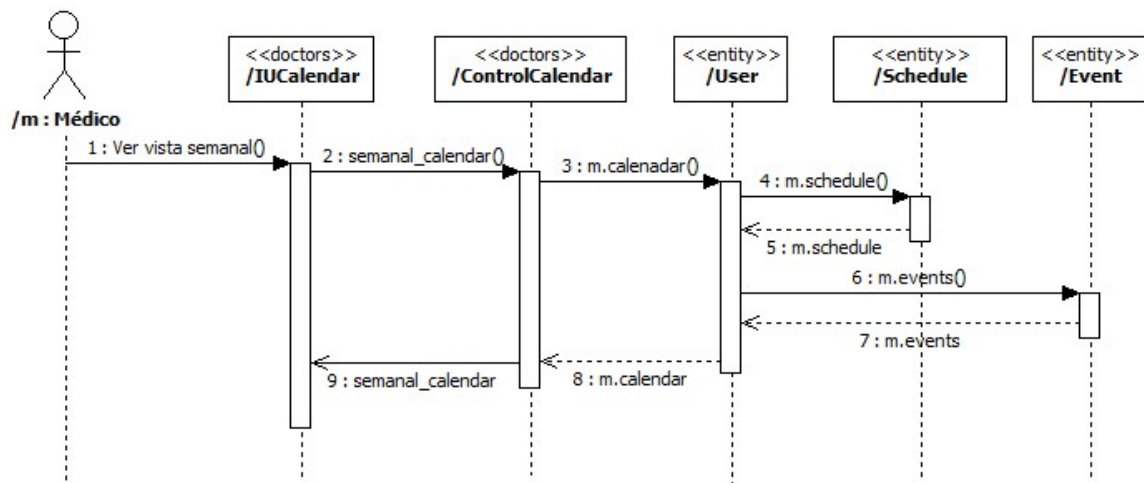 <<doctors>>
/IUCalendar
<<doctors>>
/ControlCalendar
<<entity>>
/User
<<entity>>
/Schedule
<<entity>>
/Event
/m : Médico
1 : Ver vista semanal()
2 : semanal_calendar()
3 : m.calenadar()
4 : m.schedule()
5 : m.schedule
6 : m.events()
7 : m.events
8 : m.calendar
9 : semanal_calendar